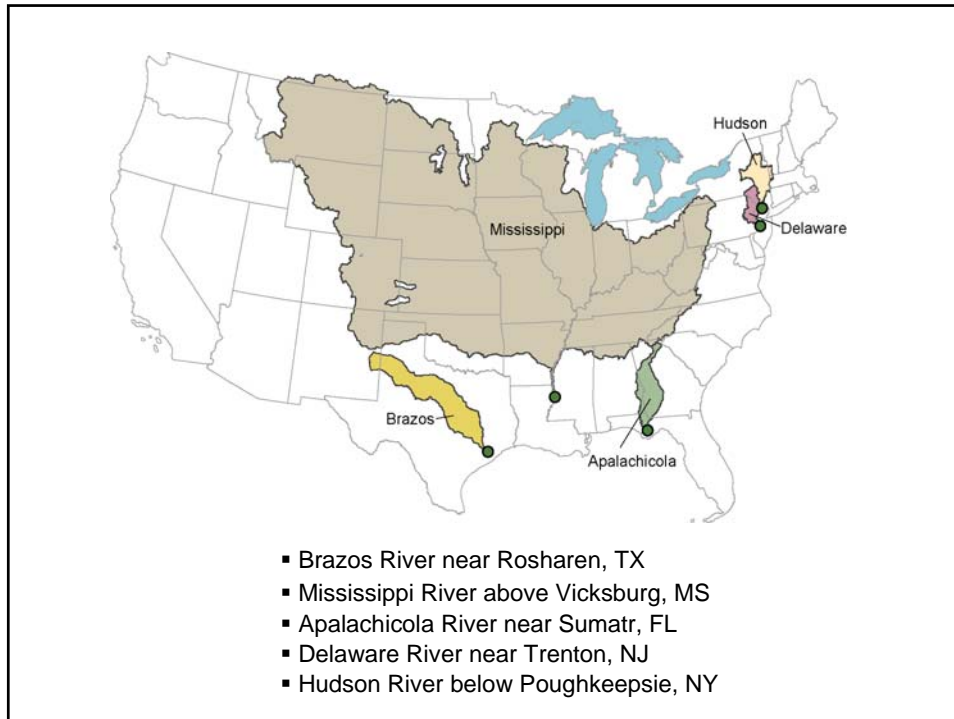 Hudson
Mississippi
Delaware
Brazos
Apalachicola
▪ Brazos River near Rosharen, TX
▪ Mississippi River above Vicksburg, MS
▪ Apalachicola River near Sumatr, FL
▪ Delaware River near Trenton, NJ
▪ Hudson River below Poughkeepsie, NY